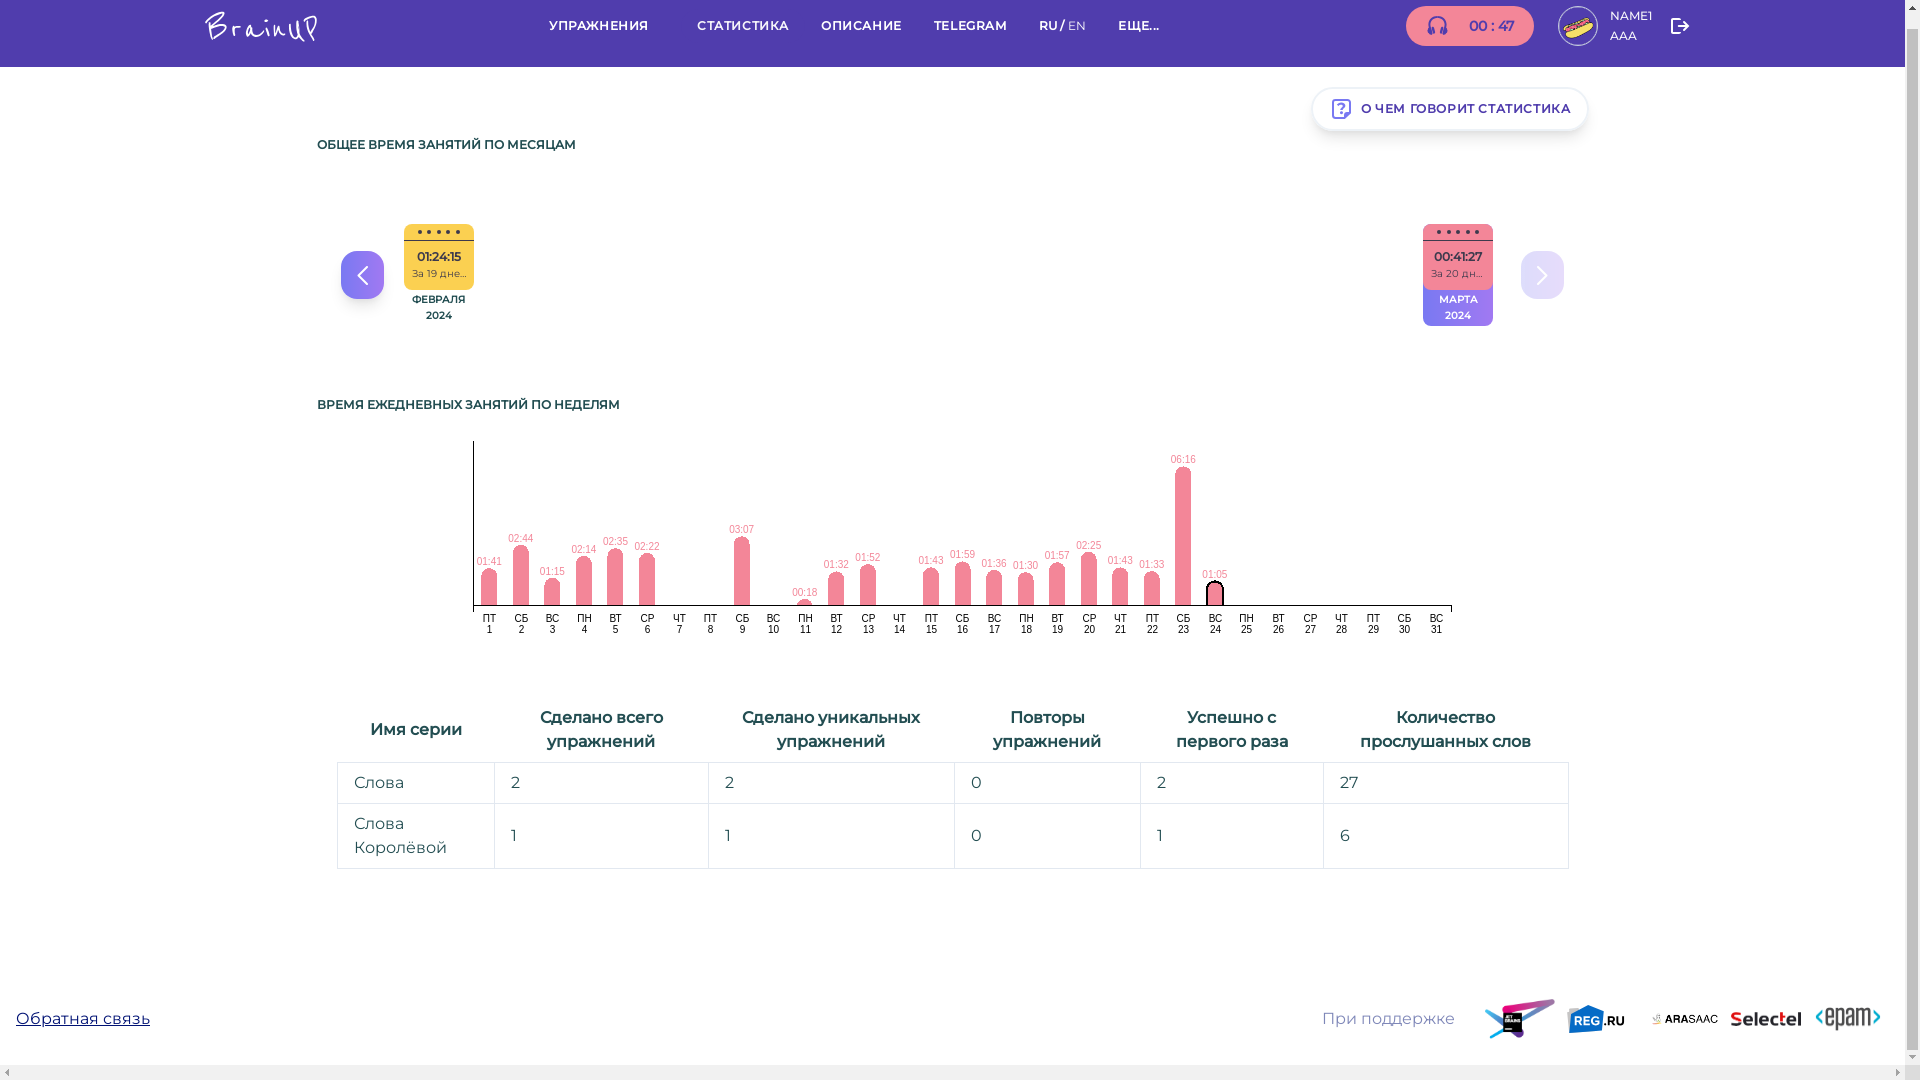 BrainUP
УПРАЖНЕНИЯ СТАТИСТИКА ОПИСАНИЕ TELEGRAM RU / EN ЕЩЕ...
00 : 47
NAME1
AAA
О ЧЕМ ГОВОРИТ СТАТИСТИКА
ОБЩЕЕ ВРЕМЯ ЗАНЯТИЙ ПО МЕСЯЦАМ
01:24:15
За 19 дне...
ФЕВРАЛЯ
2024
00:41:27
За 20 дн...
МАРТА
2024
ВРЕМЯ ЕЖЕДНЕВНЫХ ЗАНЯТИЙ ПО НЕДЕЛЯМ
01:41 02:44 01:15 02:14 02:35 02:22 03:07 00:18 01:32 01:52 01:43 01:59 01:36 01:30 01:57 02:25 01:43 01:33 06:16 01:05
ПТ СБ ВС ПН ВТ СР ЧТ ПТ СБ ВС ПН ВТ СР ЧТ ПТ СБ ВС ПН ВТ СР ЧТ ПТ СБ ВС ПН ВТ СР ЧТ ПТ СБ ВС
1 2 3 4 5 6 7 8 9 10 11 12 13 14 15 16 17 18 19 20 21 22 23 24 25 26 27 28 29 30 31
Имя серии
Сделано всего
упражнений
Сделано уникальных
упражнений
Повторы
упражнений
Успешно с
первого раза
Количество
прослушанных слов
Слова 2 2 0 2 27
Слова
Королёвой
1 1 0 1 6
Обратная связь
При поддержке
JET
BRAINS
REG.RU
ARASAAC
Selectel
<epam>